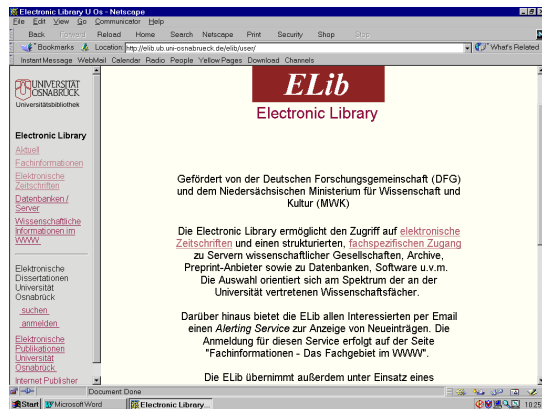 Electronic Library U Os - Netscape
File Edit View Go Communicator Help
Back Forward Reload Home Search Netscape Print Security Shop Stop
Bookmarks Location: http://elib.ub.uni-osnabrueck.de/elib/user/ What's Related
Instant Message WebMail Calendar Radio People Yellow Pages Download Channels
UNIVERSITÄT
OSNABRÜCK
Universitätsbibliothek
Electronic Library
Aktuell
Fachinformationen
Elektronische
Zeitschriften
Datenbanken /
Server
Wissenschaftliche
Informationen im
WWW
Elektronische
Dissertationen
Universität
Osnabrück
suchen
anmelden
Elektronische
Publikationen
Universität
Osnabrück
Internet Publisher
ELib
Electronic Library
Gefördert von der Deutschen Forschungsgemeinschaft (DFG)
und dem Niedersächsischen Ministerium für Wissenschaft und
Kultur (MWK)
Die Electronic Library ermöglicht den Zugriff auf elektronische
Zeitschriften und einen strukturierten, fachspezifischen Zugang
zu Servern wissenschaftlicher Gesellschaften, Archive,
Preprint-Anbieter sowie zu Datenbanken, Software u.v.m.
Die Auswahl orientiert sich am Spektrum der an der
Universität vertretenen Wissenschaftsfächer.
Darüber hinaus bietet die ELib allen Interessierten per Email
einen Alerting Service zur Anzeige von Neueinträgen. Die
Anmeldung für diesen Service erfolgt auf der Seite
"Fachinformationen - Das Fachgebiet im WWW".
Die ELib übernimmt außerdem unter Einsatz eines
Document Done
Start Microsoft Word Electronic Library... 10:25